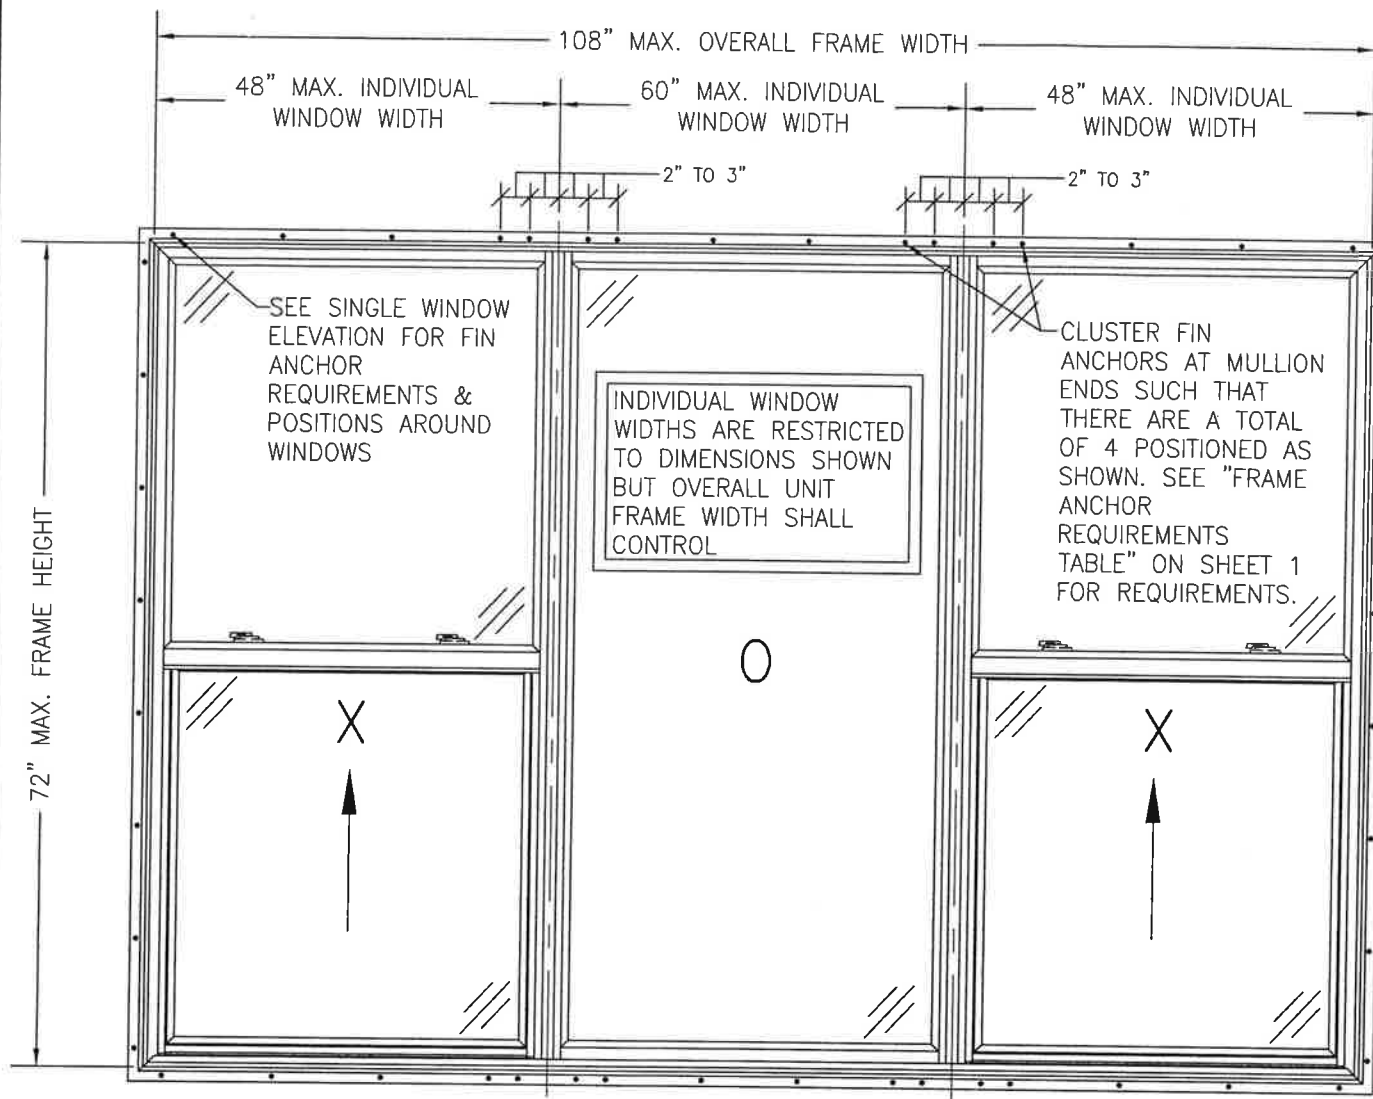 108" MAX. OVERALL FRAME WIDTH
48" MAX. INDIVIDUAL
WINDOW WIDTH
60" MAX. INDIVIDUAL
WINDOW WIDTH
48" MAX. INDIVIDUAL
WINDOW WIDTH
2" TO 3"
2" TO 3"
72" MAX. FRAME HEIGHT
SEE SINGLE WINDOW
ELEVATION FOR FIN
ANCHOR
REQUIREMENTS &
POSITIONS AROUND
WINDOWS
INDIVIDUAL WINDOW
WIDTHS ARE RESTRICTED
TO DIMENSIONS SHOWN
BUT OVERALL UNIT
FRAME WIDTH SHALL
CONTROL
CLUSTER FIN
ANCHORS AT MULLION
ENDS SUCH THAT
THERE ARE A TOTAL
OF 4 POSITIONED AS
SHOWN. SEE "FRAME
ANCHOR
REQUIREMENTS
TABLE" ON SHEET 1
FOR REQUIREMENTS.
X
O
X